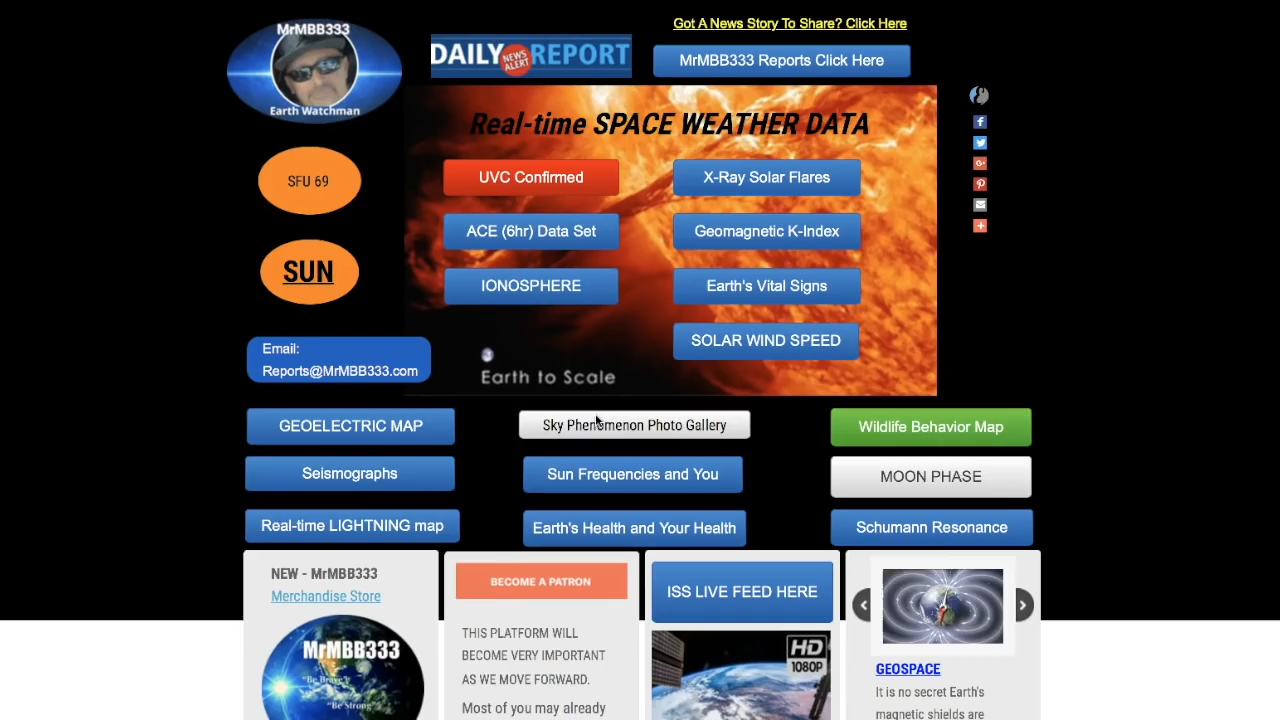 MrMBB333
Earth Watchman
DAILY NEWS ALERT REPORT
Got A News Story To Share? Click Here
MrMBB333 Reports Click Here
Real-time SPACE WEATHER DATA
SFU 69
SUN
UVC Confirmed
X-Ray Solar Flares
ACE (6hr) Data Set
Geomagnetic K-Index
IONOSPHERE
Earth's Vital Signs
SOLAR WIND SPEED
Earth to Scale
Email:
Reports@MrMBB333.com
GEOELECTRIC MAP
Sky Phenomenon Photo Gallery
Wildlife Behavior Map
Seismographs
Sun Frequencies and You
MOON PHASE
Real-time LIGHTNING map
Earth's Health and Your Health
Schumann Resonance
NEW - MrMBB333
Merchandise Store
MrMBB333
"Be Brave"
"Be Strong"
BECOME A PATRON
THIS PLATFORM WILL
BECOME VERY IMPORTANT
AS WE MOVE FORWARD.
Most of you may already
ISS LIVE FEED HERE
HD
1080P
GEOSPACE
It is no secret Earth's
magnetic shields are